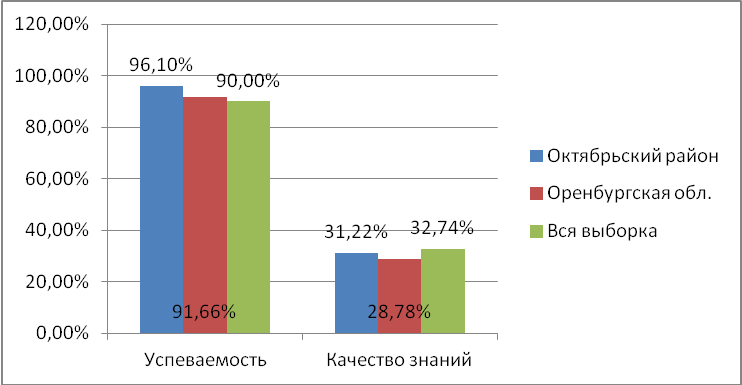 120,00%
100,00%
80,00%
60,00%
40,00%
20,00%
0,00%
96,10%
90,00%
91,66%
31,22%
32,74%
28,78%
Успеваемость
Качество знаний
Октябрьский район
Оренбургская обл.
Вся выборка